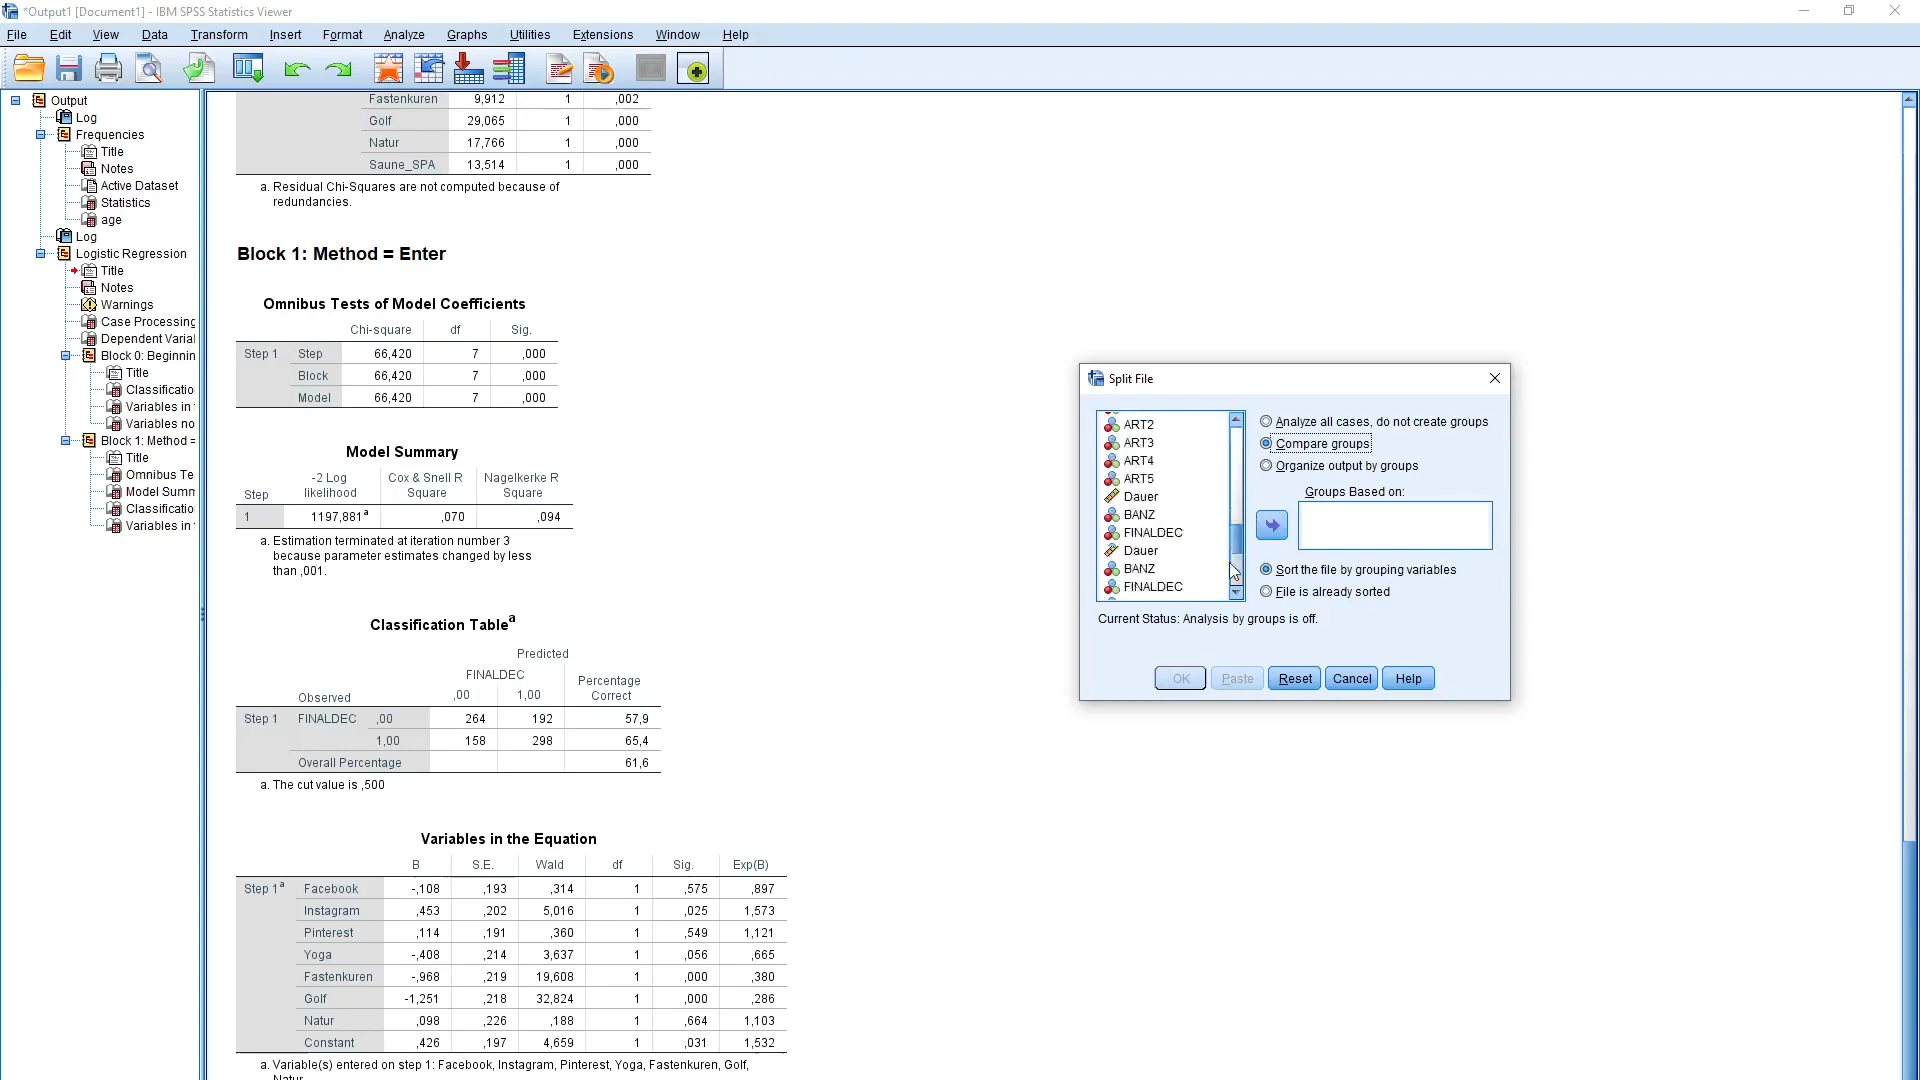 *Output1 [Document1] - IBM SPSS Statistics Viewer
File Edit View Data Transform Insert Format Analyze Graphs Utilities Extensions Window Help
Output
Log
Frequencies
Title
Notes
Active Dataset
Statistics
age
Log
Logistic Regression
Title
Notes
Warnings
Case Processing
Dependent Varial
Block 0: Beginnin
Title
Classificatio
Variables in
Variables no
Block 1: Method =
Title
Omnibus Te
Model Summ
Classificatio
Variables in
Fastenkuren 9,912 1 ,002
Golf 29,065 1 ,000
Natur 17,766 1 ,000
Saune_SPA 13,514 1 ,000
a. Residual Chi-Squares are not computed because of
redundancies.
Block 1: Method = Enter
Omnibus Tests of Model Coefficients
Chi-square df Sig.
Step 1 Step 66,420 7 ,000
Block 66,420 7 ,000
Model 66,420 7 ,000
Model Summary
Step -2 Log likelihood Cox & Snell R Square Nagelkerke R Square
1 1197,881a ,070 ,094
a. Estimation terminated at iteration number 3
because parameter estimates changed by less
than ,001.
Classification Tablea
Predicted
FINALDEC Percentage Correct
Observed ,00 1,00
Step 1 FINALDEC ,00 264 192 57,9
1,00 158 298 65,4
Overall Percentage 61,6
a. The cut value is ,500
Variables in the Equation
B S.E. Wald df Sig. Exp(B)
Step 1a Facebook -,108 ,193 ,314 1 ,575 ,897
Instagram ,453 ,202 5,016 1 ,025 1,573
Pinterest ,114 ,191 ,360 1 ,549 1,121
Yoga -,408 ,214 3,637 1 ,056 ,665
Fastenkuren -,968 ,219 19,608 1 ,000 ,380
Golf -1,251 ,218 32,824 1 ,000 ,286
Natur ,098 ,226 ,188 1 ,664 1,103
Constant ,426 ,197 4,659 1 ,031 1,532
a. Variable(s) entered on step 1: Facebook, Instagram, Pinterest, Yoga, Fastenkuren, Golf,
Natur
Split File
ART2
ART3
ART4
ART5
Dauer
BANZ
FINALDEC
Dauer
BANZ
FINALDEC
Analyze all cases, do not create groups
Compare groups
Organize output by groups
Groups Based on:
Sort the file by grouping variables
File is already sorted
Current Status: Analysis by groups is off.
OK Paste Reset Cancel Help